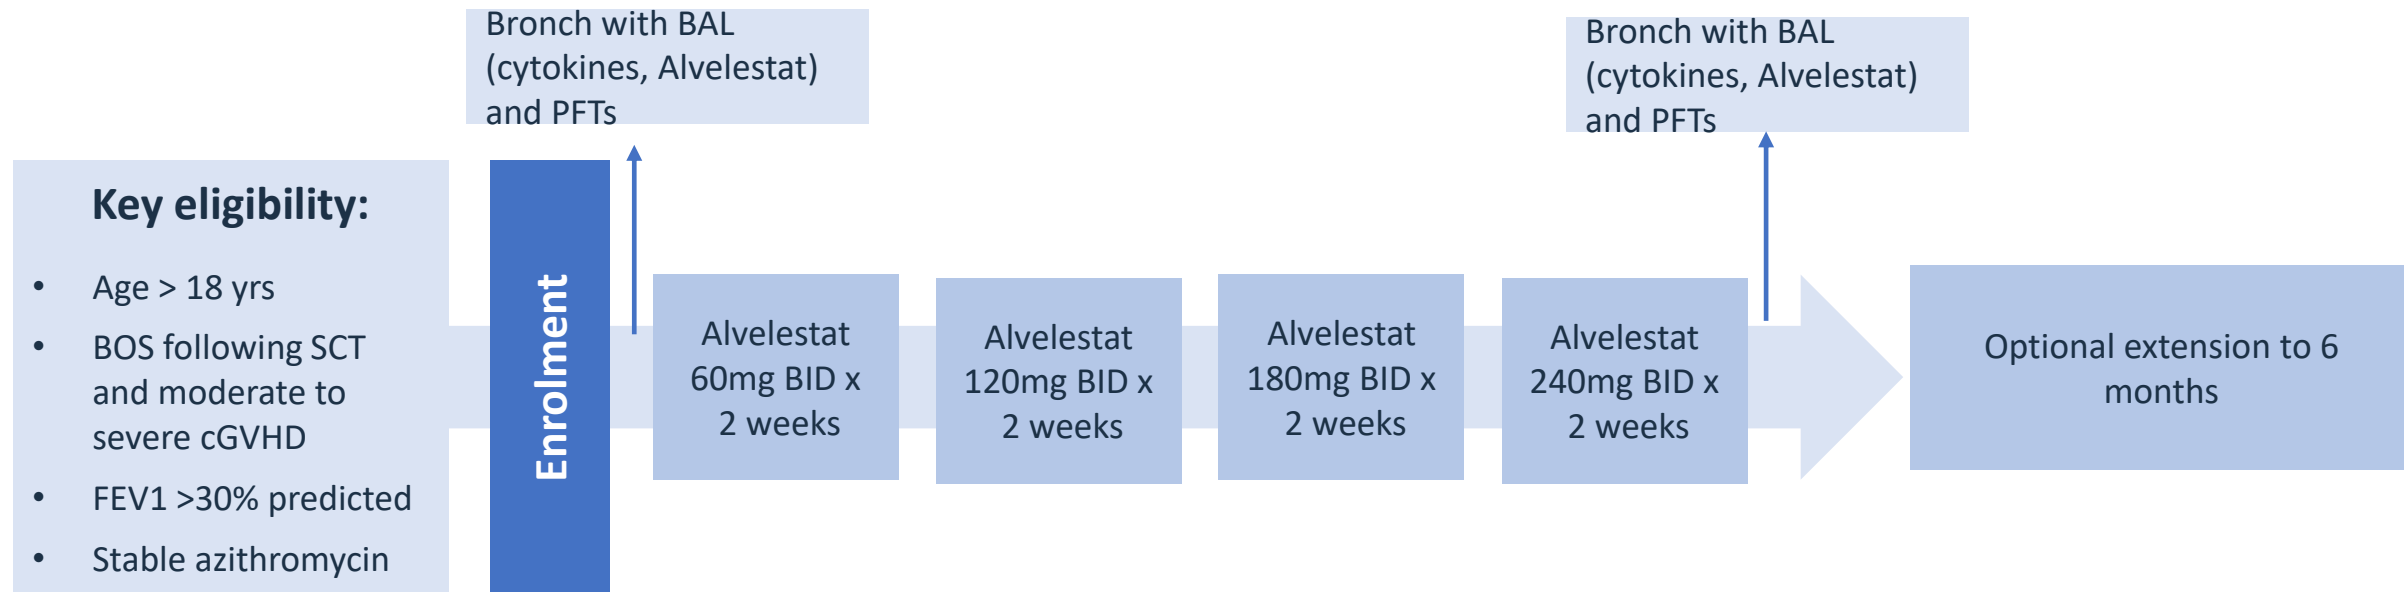 Bronch with BAL
(cytokines, Alvelestat)
and PFTs
Bronch with BAL
(cytokines, Alvelestat)
and PFTs
Key eligibility:
• Age > 18 yrs
• BOS following SCT
and moderate to
severe cGVHD
• FEV1 >30% predicted
• Stable azithromycin
Enrolment
Alvelestat
60mg BID x
2 weeks
Alvelestat
120mg BID x
2 weeks
Alvelestat
180mg BID x
2 weeks
Alvelestat
240mg BID x
2 weeks
Optional extension to 6
months